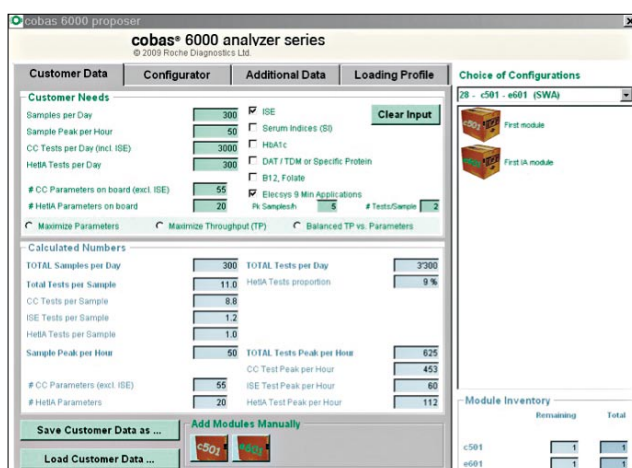 cobas 6000 proposer
cobas® 6000 analyzer series
© 2009 Roche Diagnostics Ltd.
Customer Data Configurator Additional Data Loading Profile
Choice of Configurations
28 - c501 - e601 (SWA)
c501 First module
e601 First IA module
Customer Needs
Samples per Day 300
Sample Peak per Hour 50
CC Tests per Day (incl. ISE) 3000
HetIA Tests per Day 300
# CC Parameters on board (excl. ISE) 55
# HetIA Parameters on board 20
ISE
Serum Indices (SI)
HbA1c
DAT / TDM or Specific Protein
B12, Folate
Elecsys 9 Min Applications
Pk Samples/h 5 # Tests/Sample 2
Clear Input
Maximize Parameters Maximize Throughput (TP) Balanced TP vs. Parameters
Calculated Numbers
TOTAL Samples per Day 300 TOTAL Tests per Day 3'300
Total Tests per Sample 11.0 HetIA Tests proportion 9 %
CC Tests per Sample 8.8
ISE Tests per Sample 1.2
HetIA Tests per Sample 1.0
Sample Peak per Hour 50 TOTAL Tests Peak per Hour 625
CC Test Peak per Hour 453
# CC Parameters (excl. ISE) 55 ISE Test Peak per Hour 60
# HetIA Parameters 20 HetIA Test Peak per Hour 112
Save Customer Data as ...
Load Customer Data ...
Add Modules Manually
c501 e601
Module Inventory
Remaining Total
c501 1 1
e601 1 1